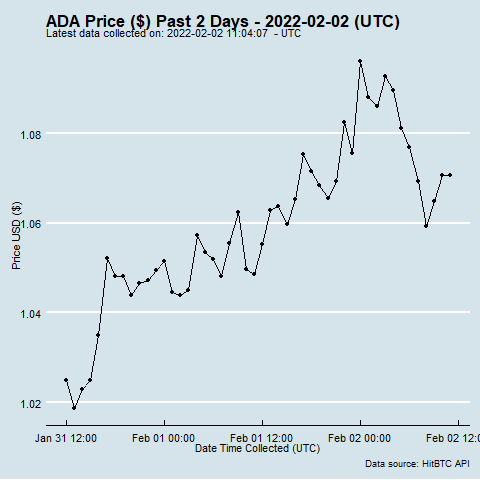 ADA Price ($) Past 2 Days - 2022-02-02 (UTC)
Latest data collected on: 2022-02-02 11:04:07 - UTC
1.08
1.06
1.04
1.02
Price USD ($)
Jan 31 12:00 Feb 01 00:00 Feb 01 12:00 Feb 02 00:00 Feb 02 12:00
Date Time Collected (UTC)
Data source: HitBTC API